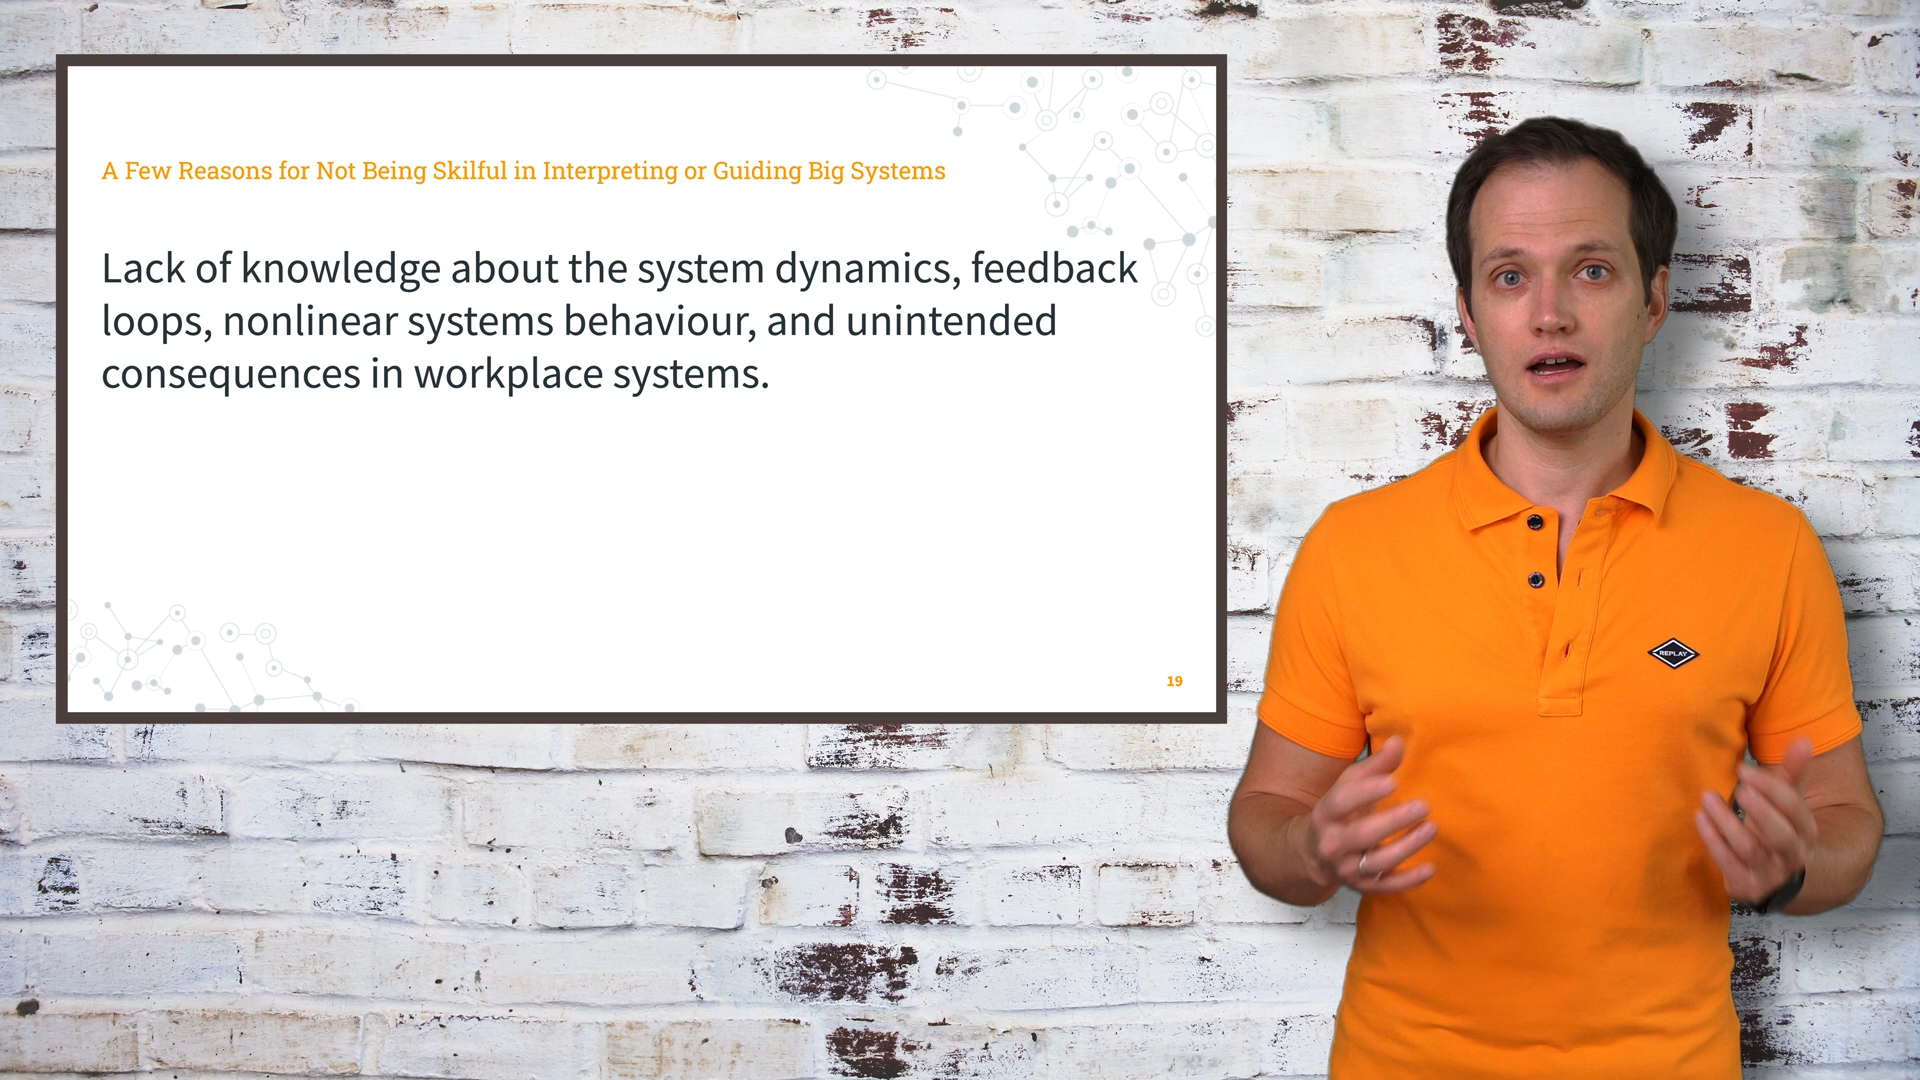 A Few Reasons for Not Being Skilful in Interpreting or Guiding Big Systems
Lack of knowledge about the system dynamics, feedback
loops, nonlinear systems behaviour, and unintended
consequences in workplace systems.
19
REPLAY